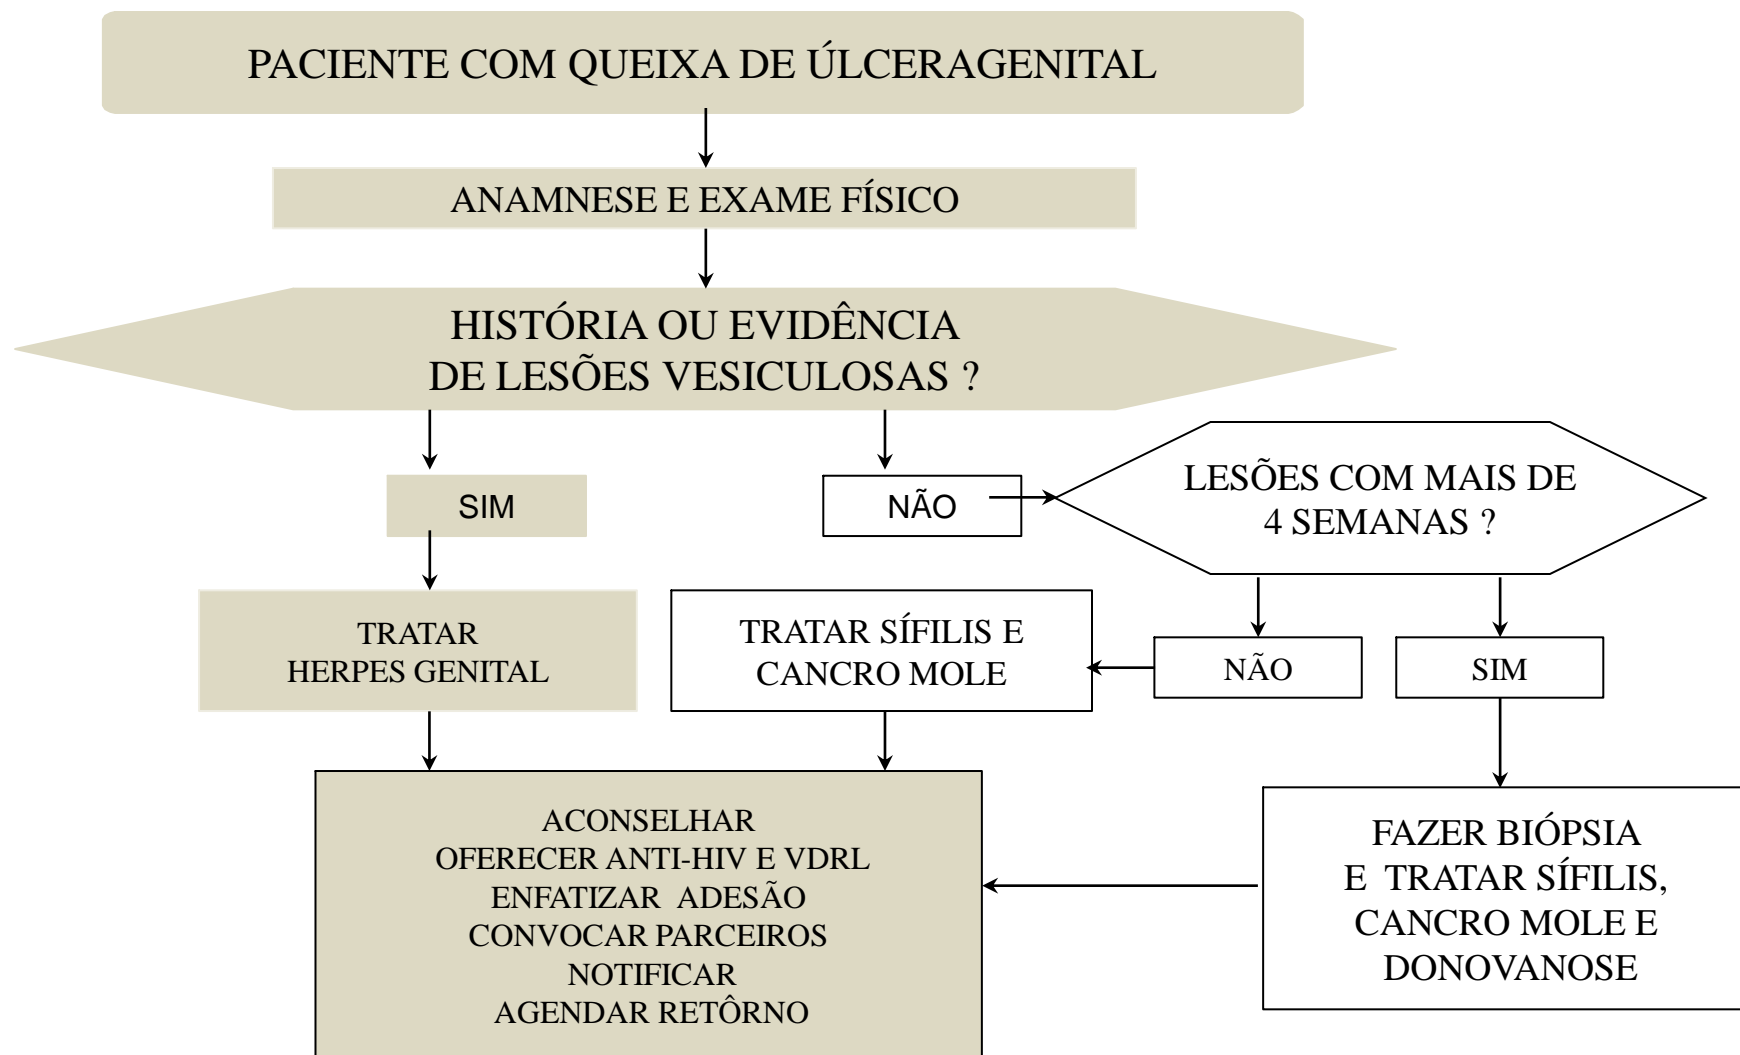 PACIENTE COM QUEIXA DE ÚLCERAGENITAL
ANAMNESE E EXAME FÍSICO
HISTÓRIA OU EVIDÊNCIA
DE LESÕES VESICULOSAS ?
SIM
NÃO
LESÕES COM MAIS DE
4 SEMANAS ?
TRATAR
HERPES GENITAL
TRATAR SÍFILIS E
CANCRO MOLE
NÃO
SIM
ACONSELHAR
OFERECER ANTI-HIV E VDRL
ENFATIZAR ADESÃO
CONVOCAR PARCEIROS
NOTIFICAR
AGENDAR RETÔRNO
FAZER BIÓPSIA
E TRATAR SÍFILIS,
CANCRO MOLE E
DONOVANOSE